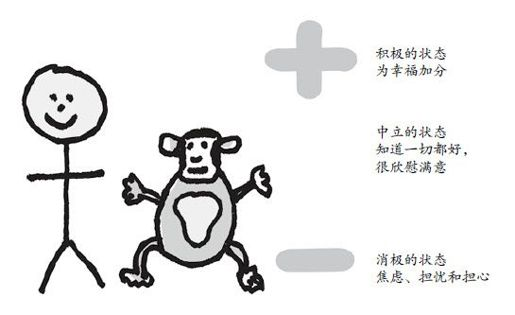 积极的状态
为幸福加分
中立的状态
知道一切都好，
很欣慰满意
消极的状态
焦虑、担忧和担心